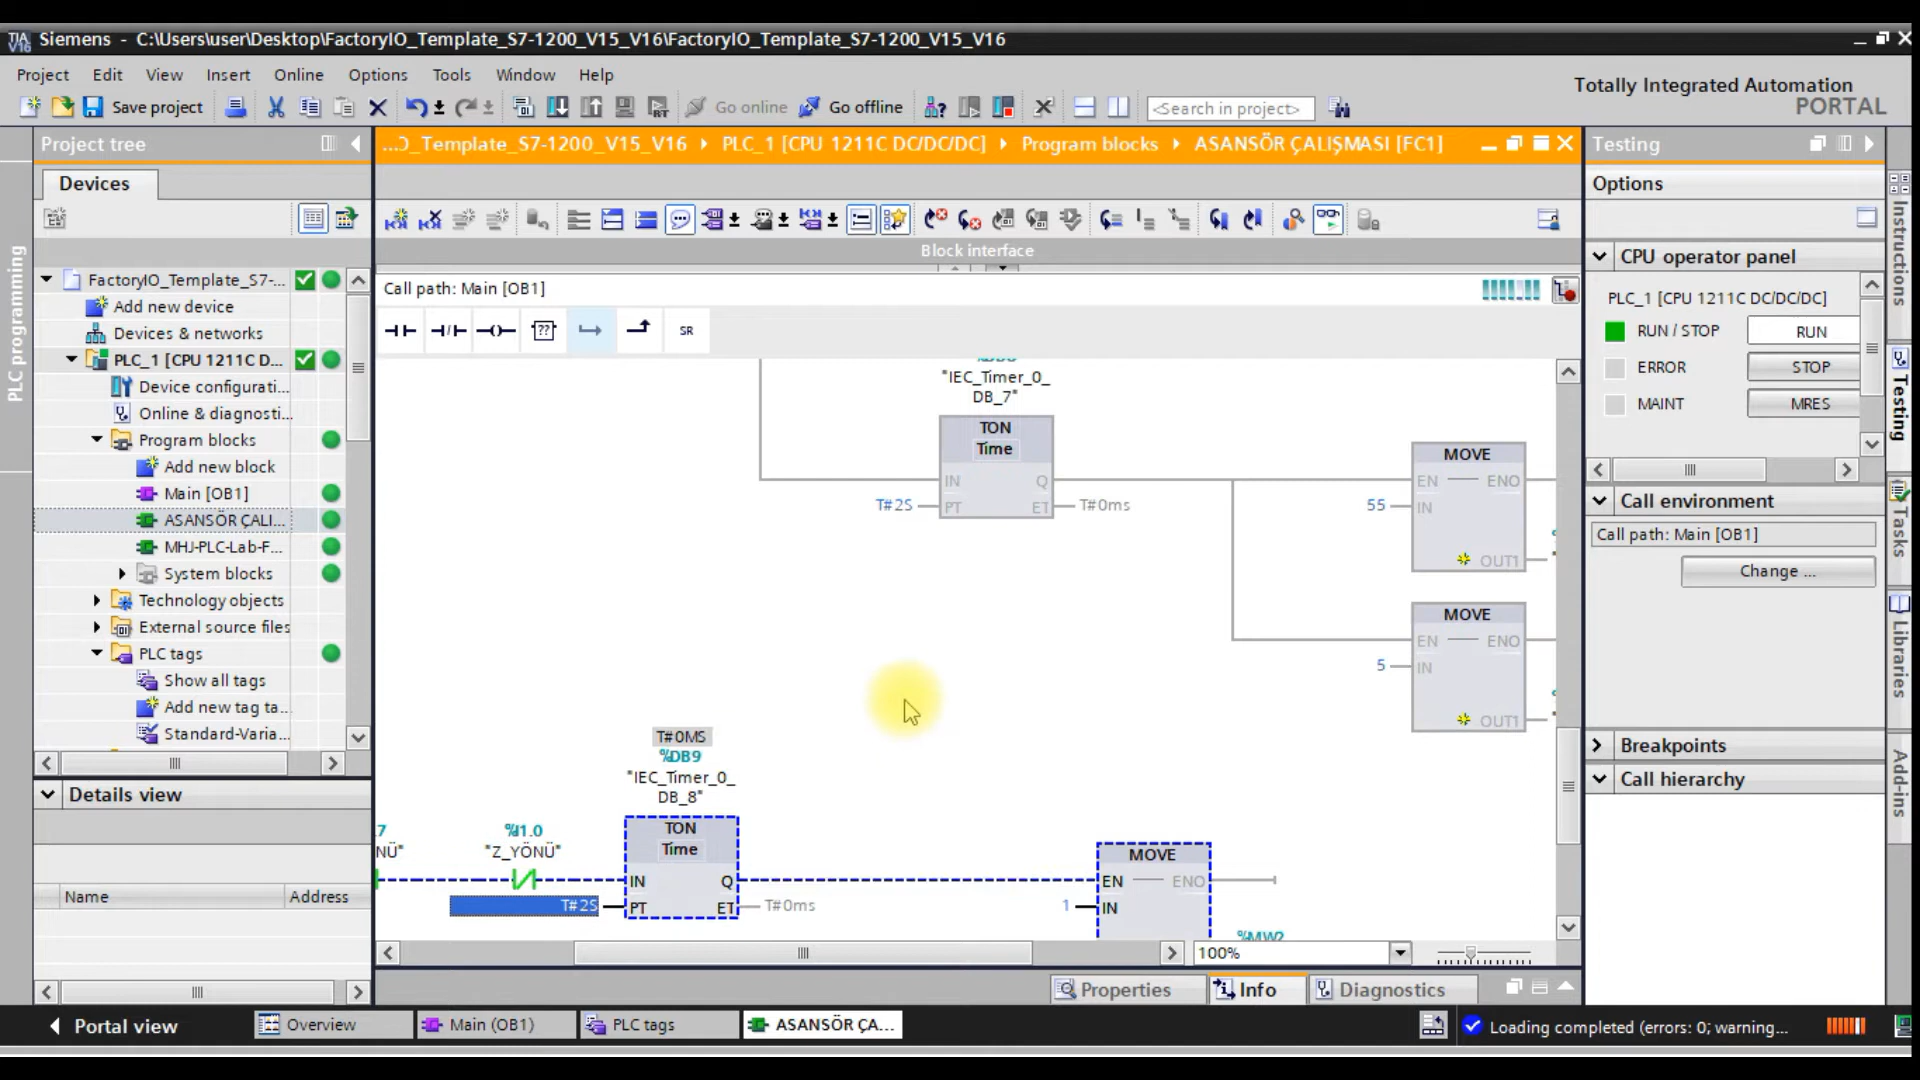 Siemens - C:\Users\user\Desktop\FactoryIO_Template_S7-1200_V15_V16\FactoryIO_Template_S7-1200_V15_V16
Project Edit View Insert Online Options Tools Window Help
Totally Integrated Automation
PORTAL
Save project
Go online
Go offline
<Search in project>
Project tree
...O_Template_S7-1200_V15_V16 PLC_1 [CPU 1211C DC/DC/DC] Program blocks ASANSÖR ÇALIŞMASI [FC1]
Testing
Devices
Options
PLC programming
FactoryIO_Template_S7-...
Add new device
Devices & networks
PLC_1 [CPU 1211C D...
Device configurati...
Online & diagnosti...
Program blocks
Add new block
Main [OB1]
ASANSÖR ÇALI...
MHJ-PLC-Lab-F...
System blocks
Technology objects
External source files
PLC tags
Show all tags
Add new tag ta...
Standard-Varia...
Details view
Name Address
Block interface
Call path: Main [OB1]
??
SR
"IEC_Timer_0_
DB_7"
TON
Time
IN Q
T#2S PT ET T#0ms
MOVE
EN ENO
55 IN
OUT1
MOVE
EN ENO
5 IN
OUT1
T#0MS
%DB9
"IEC_Timer_0_
DB_8"
7
NÜ"
%I1.0
"Z_YÖNÜ"
TON
Time
IN Q
T#2S PT ET T#0ms
MOVE
EN ENO
1 IN
%MW2
100%
CPU operator panel
PLC_1 [CPU 1211C DC/DC/DC]
RUN / STOP RUN
ERROR STOP
MAINT MRES
Call environment
Call path: Main [OB1]
Change ...
Breakpoints
Call hierarchy
Instructions
Testing
Tasks
Libraries
Add-ins
Properties Info Diagnostics
Portal view Overview Main (OB1) PLC tags ASANSÖR ÇA... Loading completed (errors: 0; warning...